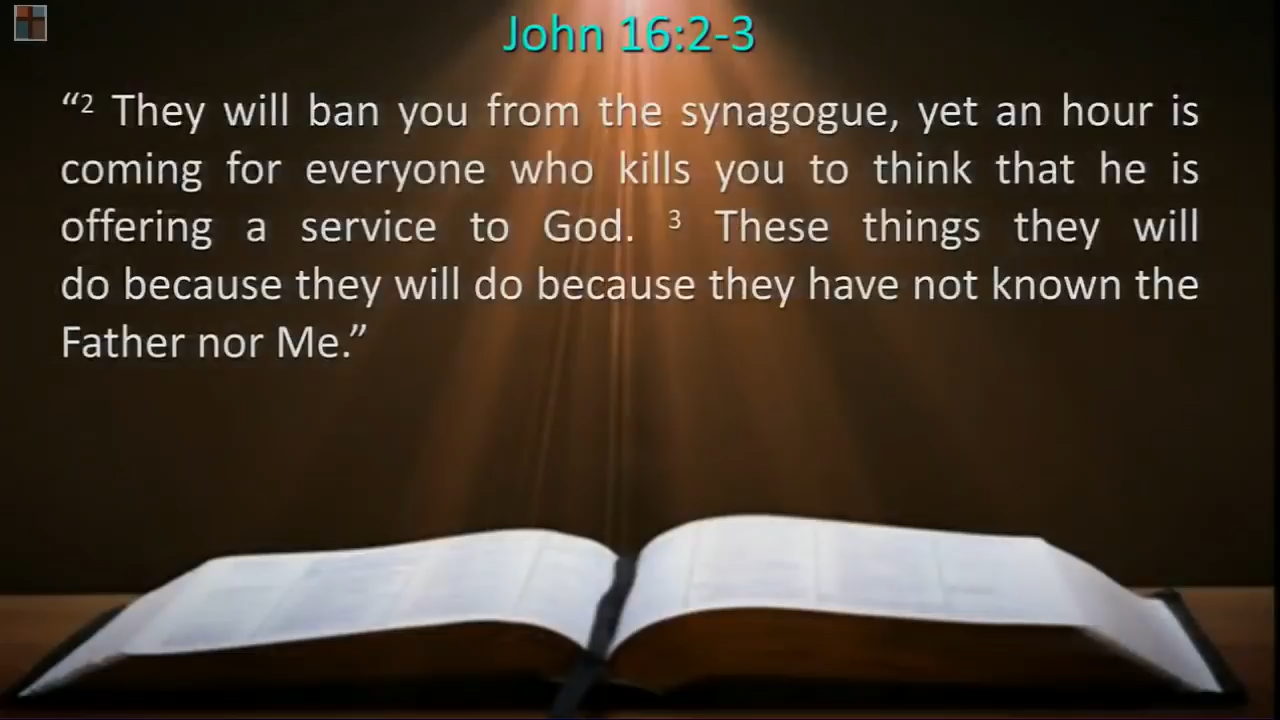 John 16:2-3
“² They will ban you from the synagogue, yet an hour is
coming for everyone who kills you to think that he is
offering a service to God. ³ These things they will
do because they will do because they have not known the
Father nor Me.”